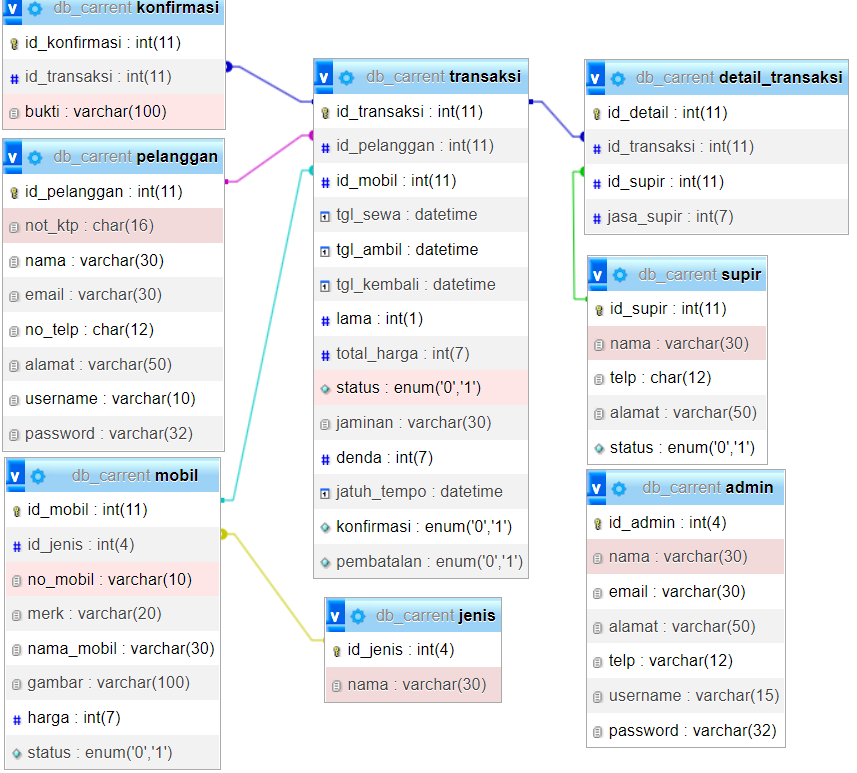 v db_carrent konfirmasi
id_konfirmasi : int(11)
# id_transaksi : int(11)
bukti : varchar(100)
v db_carrent pelanggan
id_pelanggan : int(11)
not_ktp : char(16)
nama : varchar(30)
email : varchar(30)
no_telp : char(12)
alamat : varchar(50)
username : varchar(10)
password : varchar(32)
v db_carrent mobil
id_mobil : int(11)
# id_jenis : int(4)
no_mobil : varchar(10)
merk : varchar(20)
nama_mobil : varchar(30)
gambar : varchar(100)
# harga : int(7)
status : enum('0','1')
v db_carrent transaksi
id_transaksi : int(11)
# id_pelanggan : int(11)
# id_mobil : int(11)
tgl_sewa : datetime
tgl_ambil : datetime
tgl_kembali : datetime
# lama : int(1)
# total_harga : int(7)
status : enum('0','1')
jaminan : varchar(30)
# denda : int(7)
jatuh_tempo : datetime
konfirmasi : enum('0','1')
pembatalan : enum('0','1')
v db_carrent jenis
id_jenis : int(4)
nama : varchar(30)
v db_carrent detail_transaksi
id_detail : int(11)
# id_transaksi : int(11)
# id_supir : int(11)
# jasa_supir : int(7)
v db_carrent supir
id_supir : int(11)
nama : varchar(30)
telp : char(12)
alamat : varchar(50)
status : enum('0','1')
v db_carrent admin
id_admin : int(4)
nama : varchar(30)
email : varchar(30)
alamat : varchar(50)
telp : varchar(12)
username : varchar(15)
password : varchar(32)